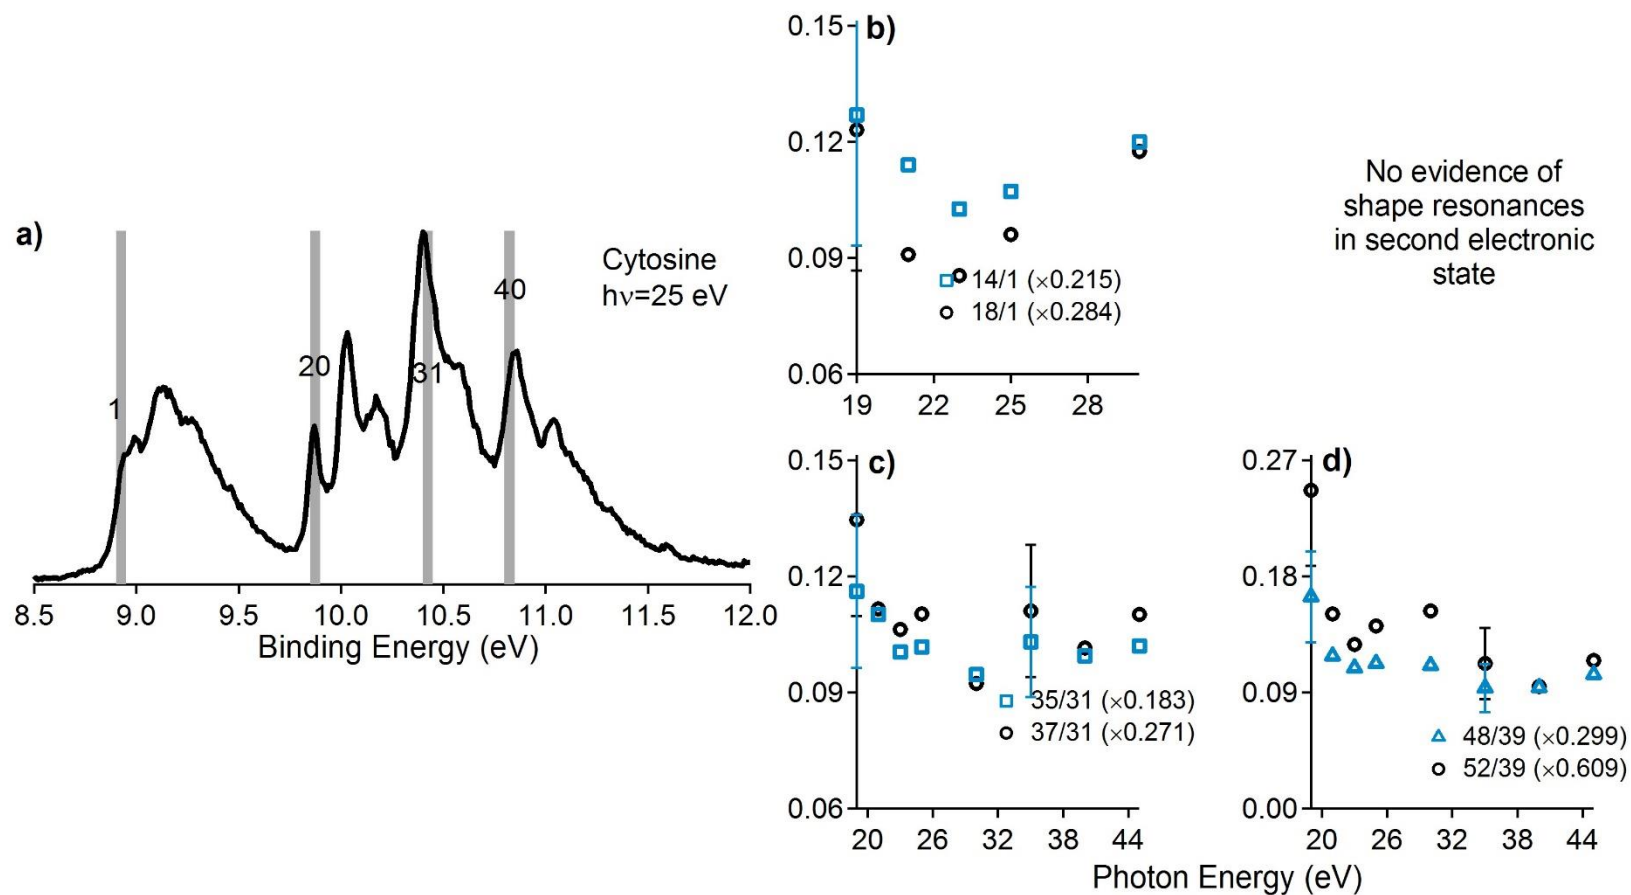 a)
Cytosine
hν=25 eV
1
20
31
40
8.5 9.0 9.5 10.0 10.5 11.0 11.5 12.0
Binding Energy (eV)
b)
0.15
0.12
0.09
0.06
14/1 (×0.215)
18/1 (×0.284)
19 22 25 28
No evidence of
shape resonances
in second electronic
state
c)
0.15
0.12
0.09
0.06
35/31 (×0.183)
37/31 (×0.271)
20 26 32 38 44
d)
0.27
0.18
0.09
0.00
48/39 (×0.299)
52/39 (×0.609)
20 26 32 38 44
Photon Energy (eV)